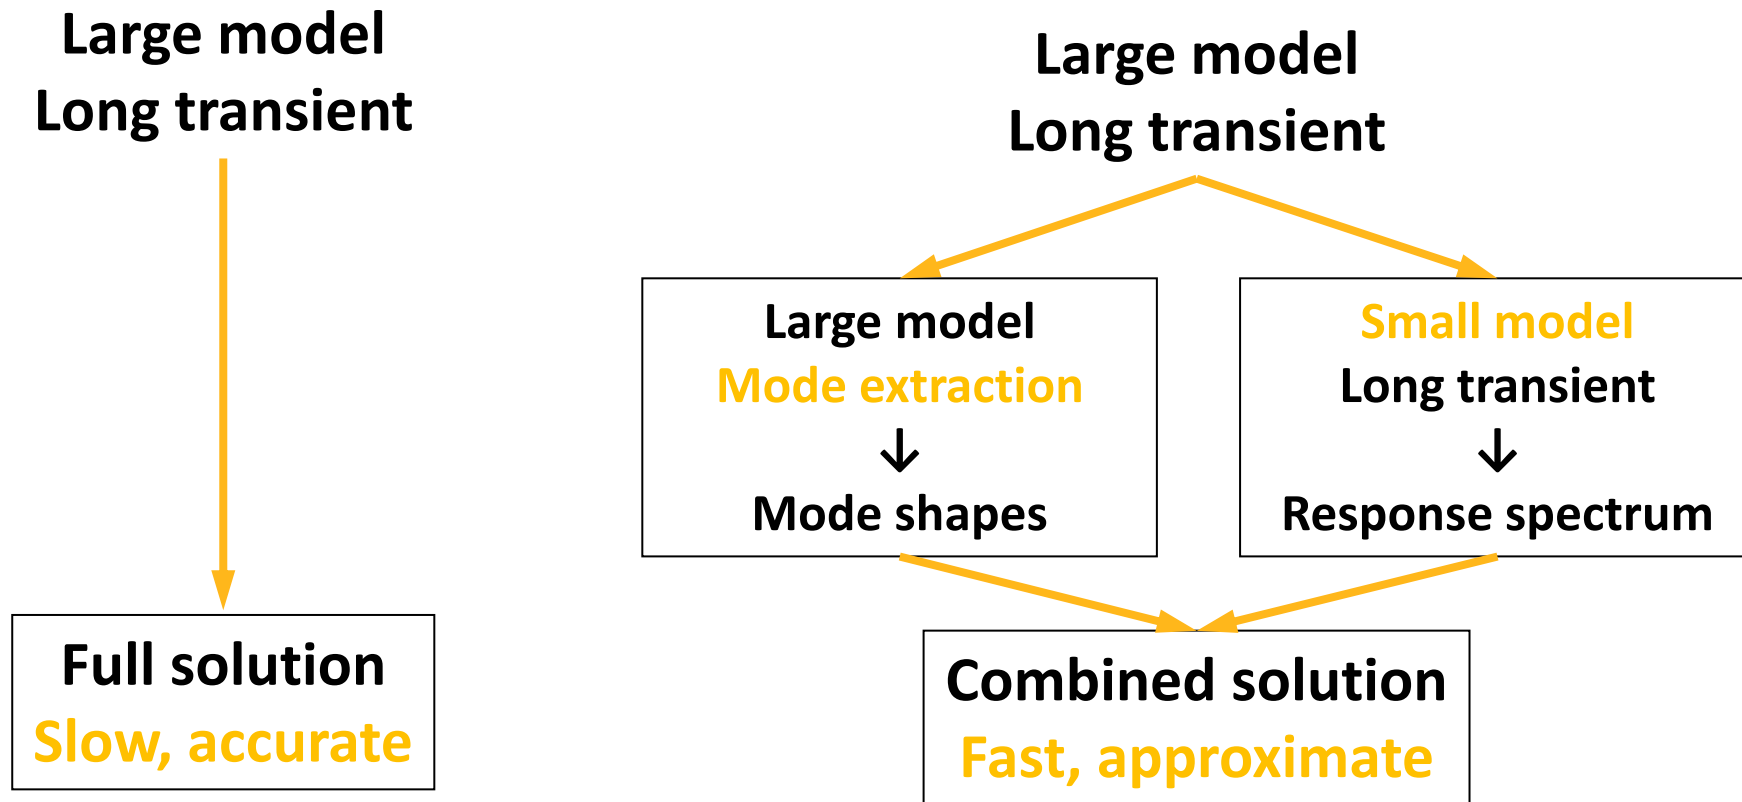 Large model
Long transient
Full solution
Slow, accurate
Large model
Long transient
Large model
Mode extraction
↓
Mode shapes
Small model
Long transient
↓
Response spectrum
Combined solution
Fast, approximate